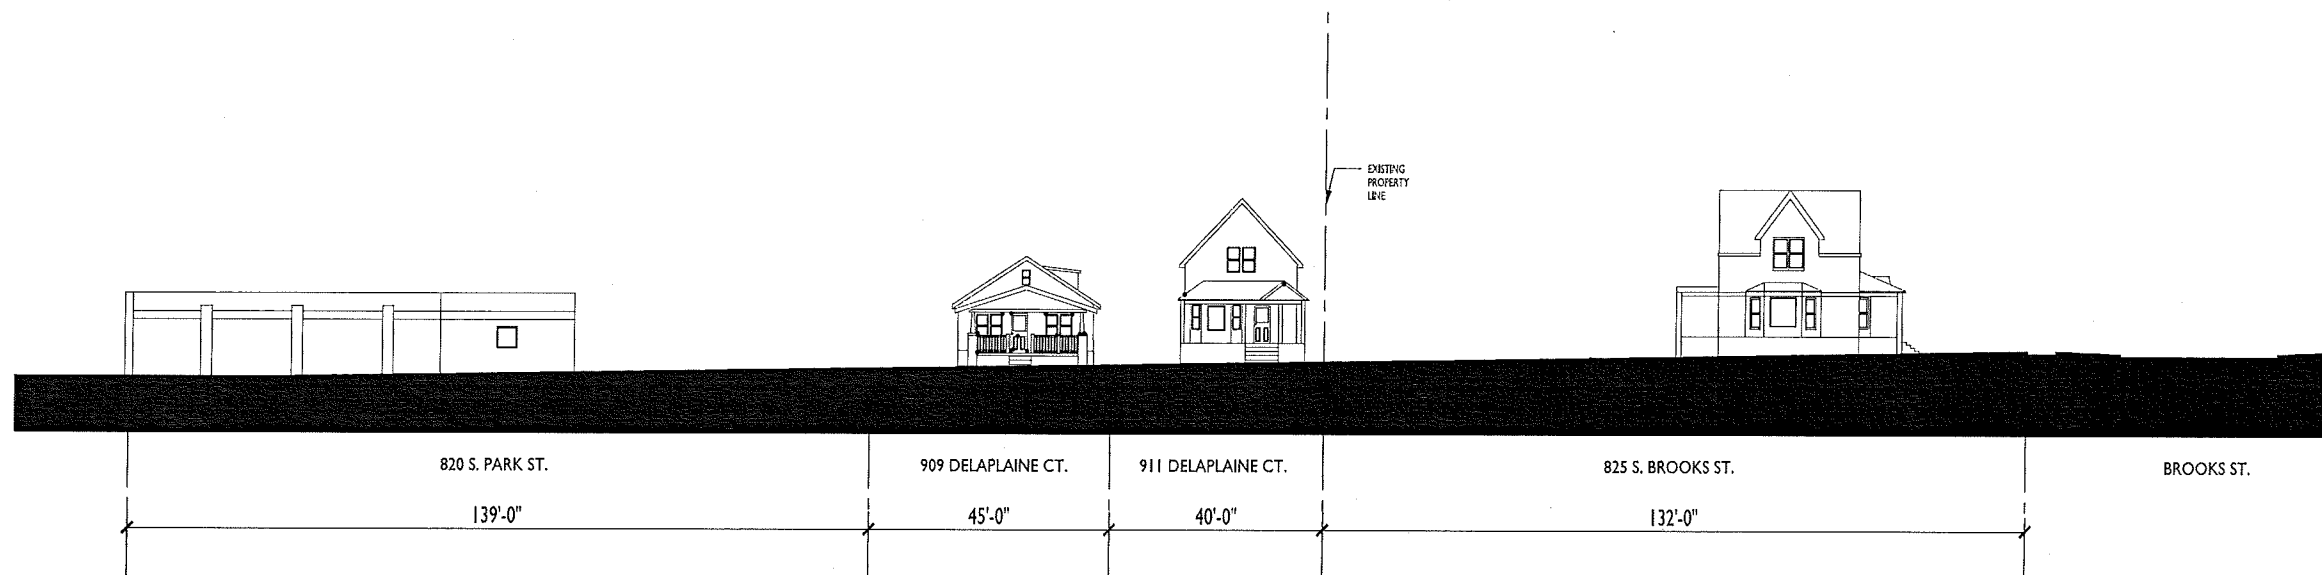 EXISTING
PROPERTY
LINE
820 S. PARK ST.
909 DELAPLAINE CT.
911 DELAPLAINE CT.
825 S. BROOKS ST.
BROOKS ST.
139'-0"
45'-0"
40'-0"
132'-0"